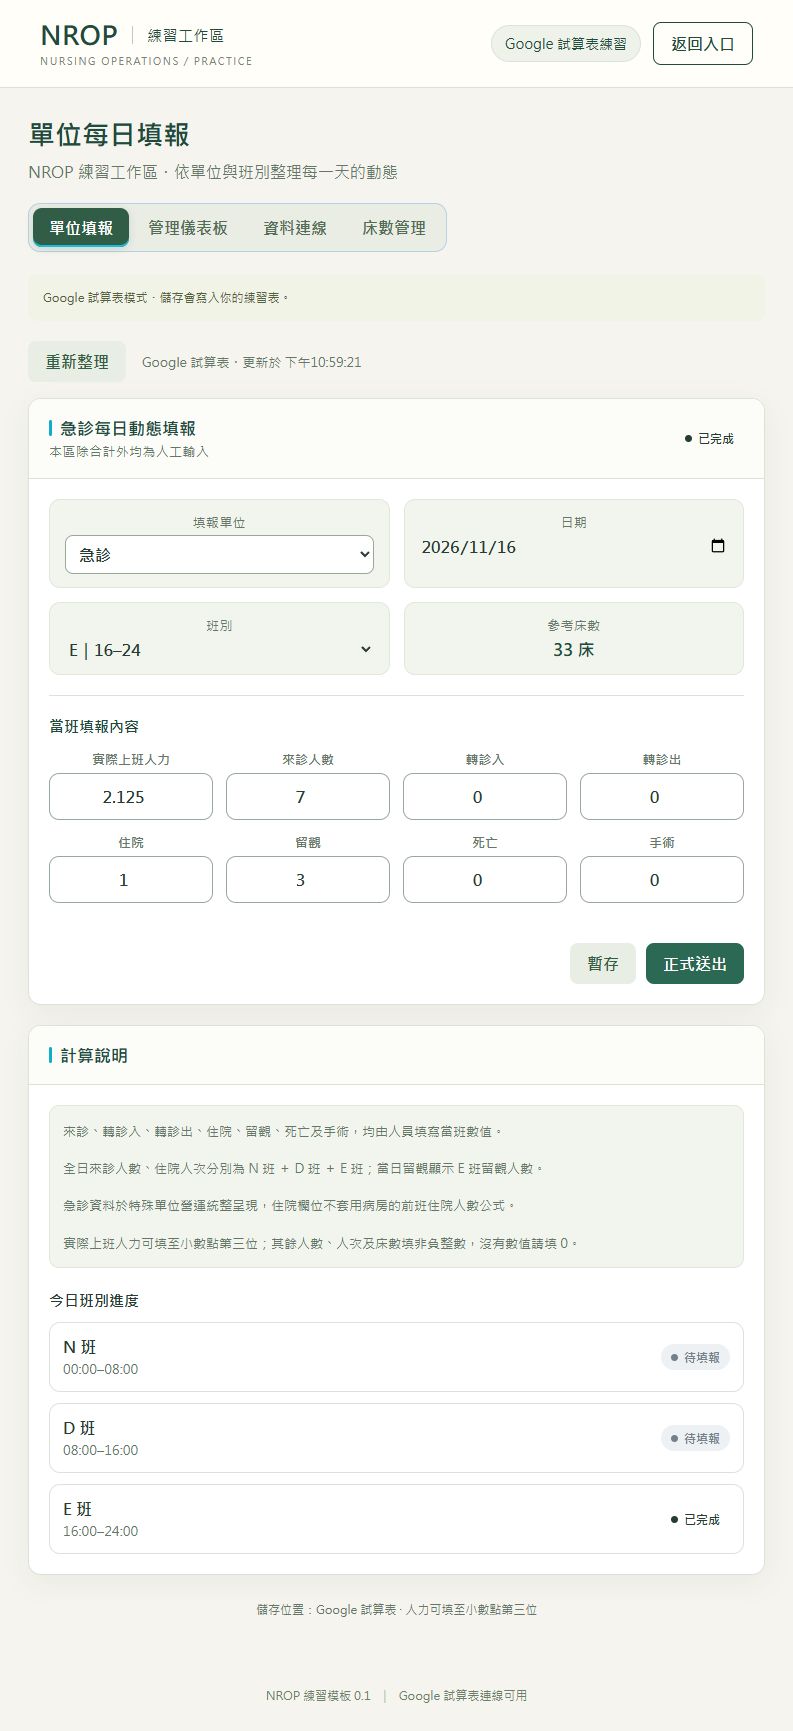 NROP 練習工作區
NURSING OPERATIONS / PRACTICE
Google 試算表練習
返回入口
單位每日填報
NROP 練習工作區 · 依單位與班別整理每一天的動態
單位填報 管理儀表板 資料連線 床數管理
Google 試算表模式 · 儲存會寫入你的練習表。
重新整理 Google 試算表 · 更新於 下午10:59:21
急診每日動態填報
本區除合計外均為人工輸入
已完成
填報單位
急診
日期
2026/11/16
班別
E | 16–24
參考床數
33 床
當班填報內容
實際上班人力 來診人數 轉診入 轉診出
2.125 7 0 0
住院 留觀 死亡 手術
1 3 0 0
暫存 正式送出
計算說明
來診、轉診入、轉診出、住院、留觀、死亡及手術，均由人員填寫當班數值。
全日來診人數、住院人次分別為 N 班 + D 班 + E 班；當日留觀顯示 E 班留觀人數。
急診資料於特殊單位營運統整呈現，住院欄位不套用病房的前班住院人數公式。
實際上班人力可填至小數點第三位；其餘人數、人次及床數填非負整數，沒有數值請填 0。
今日班別進度
N 班
00:00–08:00
待填報
D 班
08:00–16:00
待填報
E 班
16:00–24:00
已完成
儲存位置：Google 試算表 · 人力可填至小數點第三位
NROP 練習模板 0.1 | Google 試算表連線可用